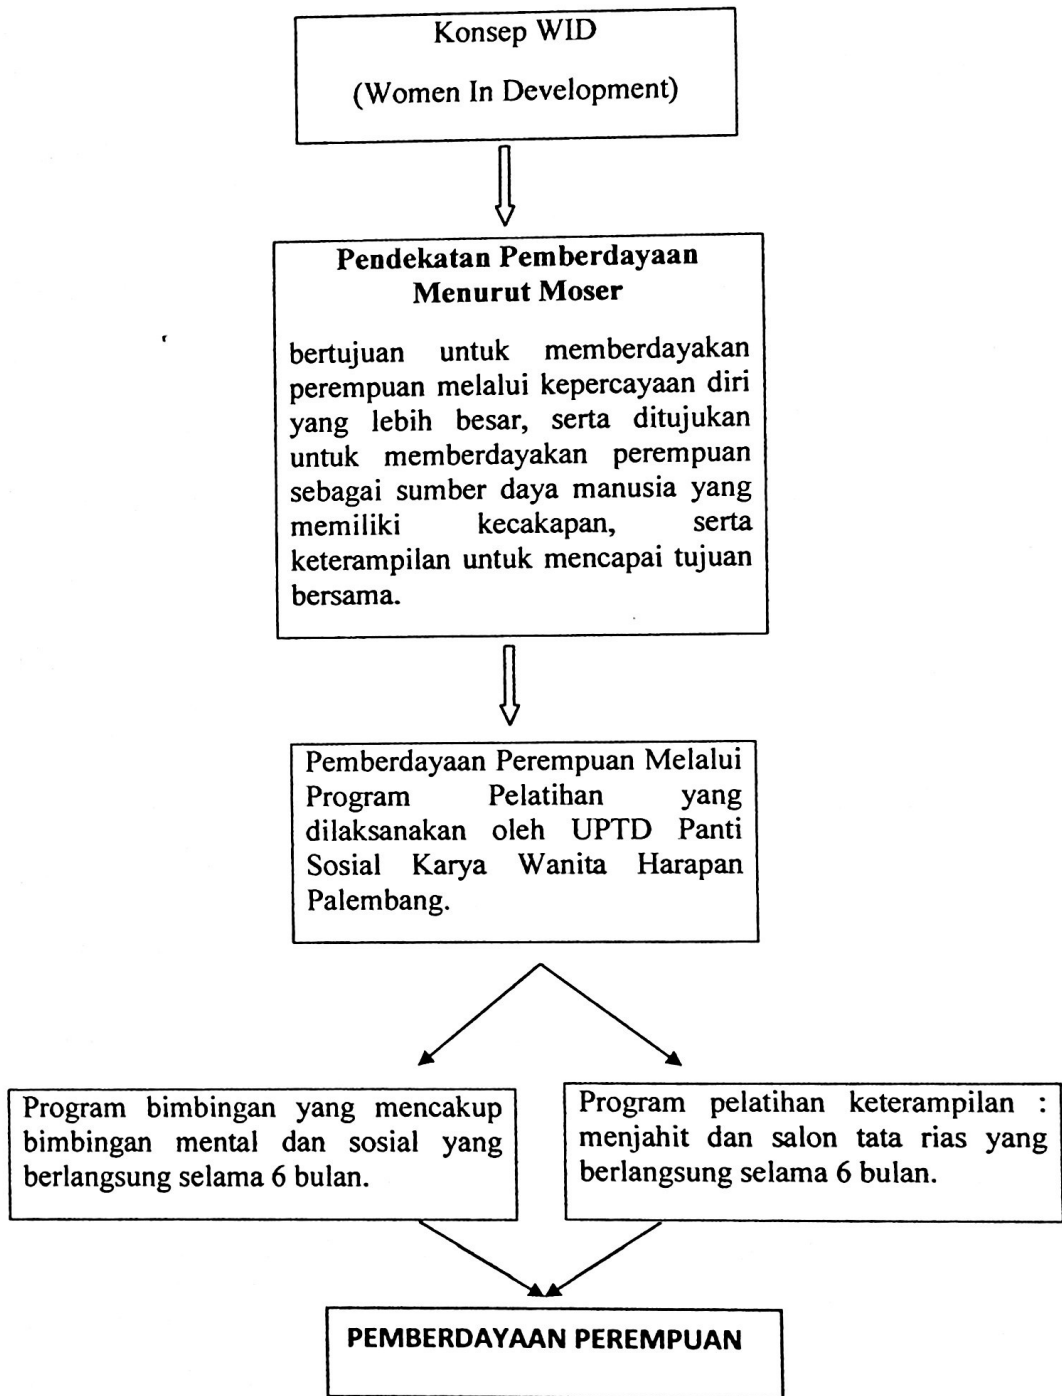 Konsep WID
(Women In Development)
Pendekatan Pemberdayaan
Menurut Moser
bertujuan untuk memberdayakan
perempuan melalui kepercayaan diri
yang lebih besar, serta ditujukan
untuk memberdayakan perempuan
sebagai sumber daya manusia yang
memiliki kecakapan, serta
keterampilan untuk mencapai tujuan
bersama.
Pemberdayaan Perempuan Melalui
Program Pelatihan yang
dilaksanakan oleh UPTD Panti
Sosial Karya Wanita Harapan
Palembang.
Program bimbingan yang mencakup
bimbingan mental dan sosial yang
berlangsung selama 6 bulan.
Program pelatihan keterampilan :
menjahit dan salon tata rias yang
berlangsung selama 6 bulan.
PEMBERDAYAAN PEREMPUAN